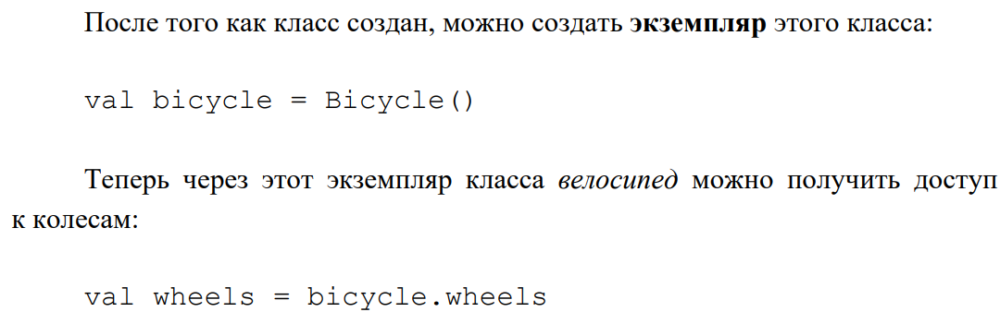 После того как класс создан, можно создать экземпляр этого класса:
val bicycle = Bicycle()
Теперь через этот экземпляр класса велосипед можно получить доступ
к колесам:
val wheels = bicycle.wheels